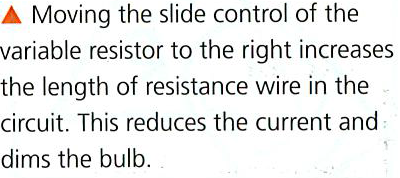 ▲ Moving the slide control of the
variable resistor to the right increases
the length of resistance wire in the
circuit. This reduces the current and
dims the bulb.